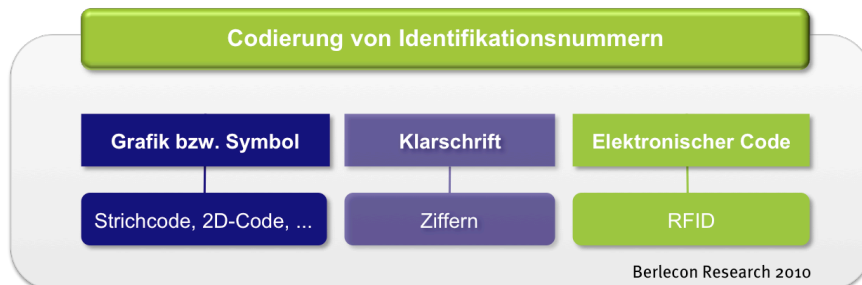 Codierung von Identifikationsnummern
Grafik bzw. Symbol
Klarschrift
Elektronischer Code
Strichcode, 2D-Code, ...
Ziffern
RFID
Berlecon Research 2010